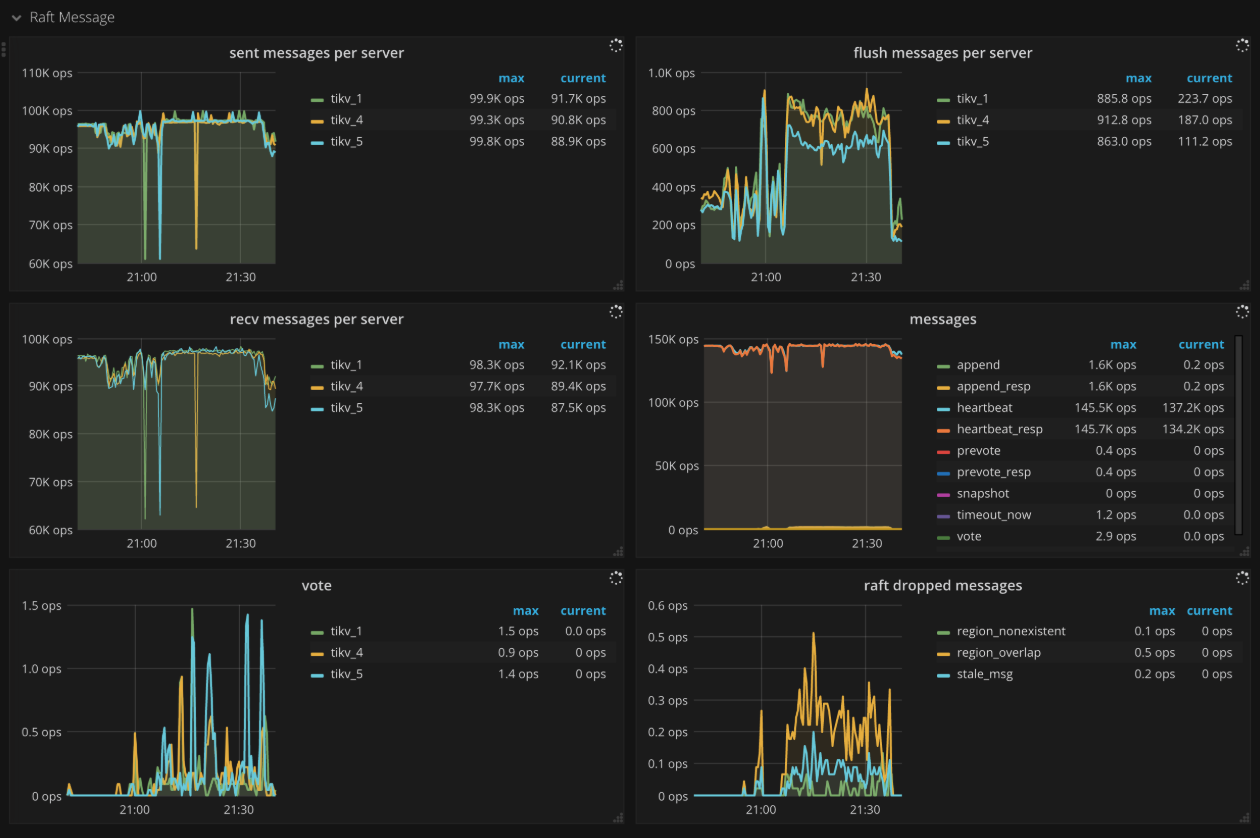 Raft Message
sent messages per server
110K ops
100K ops
90K ops
80K ops
70K ops
60K ops
21:00 21:30
max current
tikv_1 99.9K ops 91.7K ops
tikv_4 99.3K ops 90.8K ops
tikv_5 99.8K ops 88.9K ops
flush messages per server
1.0K ops
800 ops
600 ops
400 ops
200 ops
0 ops
21:00 21:30
max current
tikv_1 885.8 ops 223.7 ops
tikv_4 912.8 ops 187.0 ops
tikv_5 863.0 ops 111.2 ops
recv messages per server
100K ops
90K ops
80K ops
70K ops
60K ops
21:00 21:30
max current
tikv_1 98.3K ops 92.1K ops
tikv_4 97.7K ops 89.4K ops
tikv_5 98.3K ops 87.5K ops
messages
150K ops
100K ops
50K ops
0 ops
21:00 21:30
max current
append 1.6K ops 0.2 ops
append_resp 1.6K ops 0.2 ops
heartbeat 145.5K ops 137.2K ops
heartbeat_resp 145.7K ops 134.2K ops
prevote 0.4 ops 0 ops
prevote_resp 0.4 ops 0 ops
snapshot 0 ops 0 ops
timeout_now 1.2 ops 0.0 ops
vote 2.9 ops 0.0 ops
vote
1.5 ops
1.0 ops
0.5 ops
0 ops
21:00 21:30
max current
tikv_1 1.5 ops 0.0 ops
tikv_4 0.9 ops 0 ops
tikv_5 1.4 ops 0 ops
raft dropped messages
0.6 ops
0.5 ops
0.4 ops
0.3 ops
0.2 ops
0.1 ops
0 ops
21:00 21:30
max current
region_nonexistent 0.1 ops 0 ops
region_overlap 0.5 ops 0 ops
stale_msg 0.2 ops 0 ops